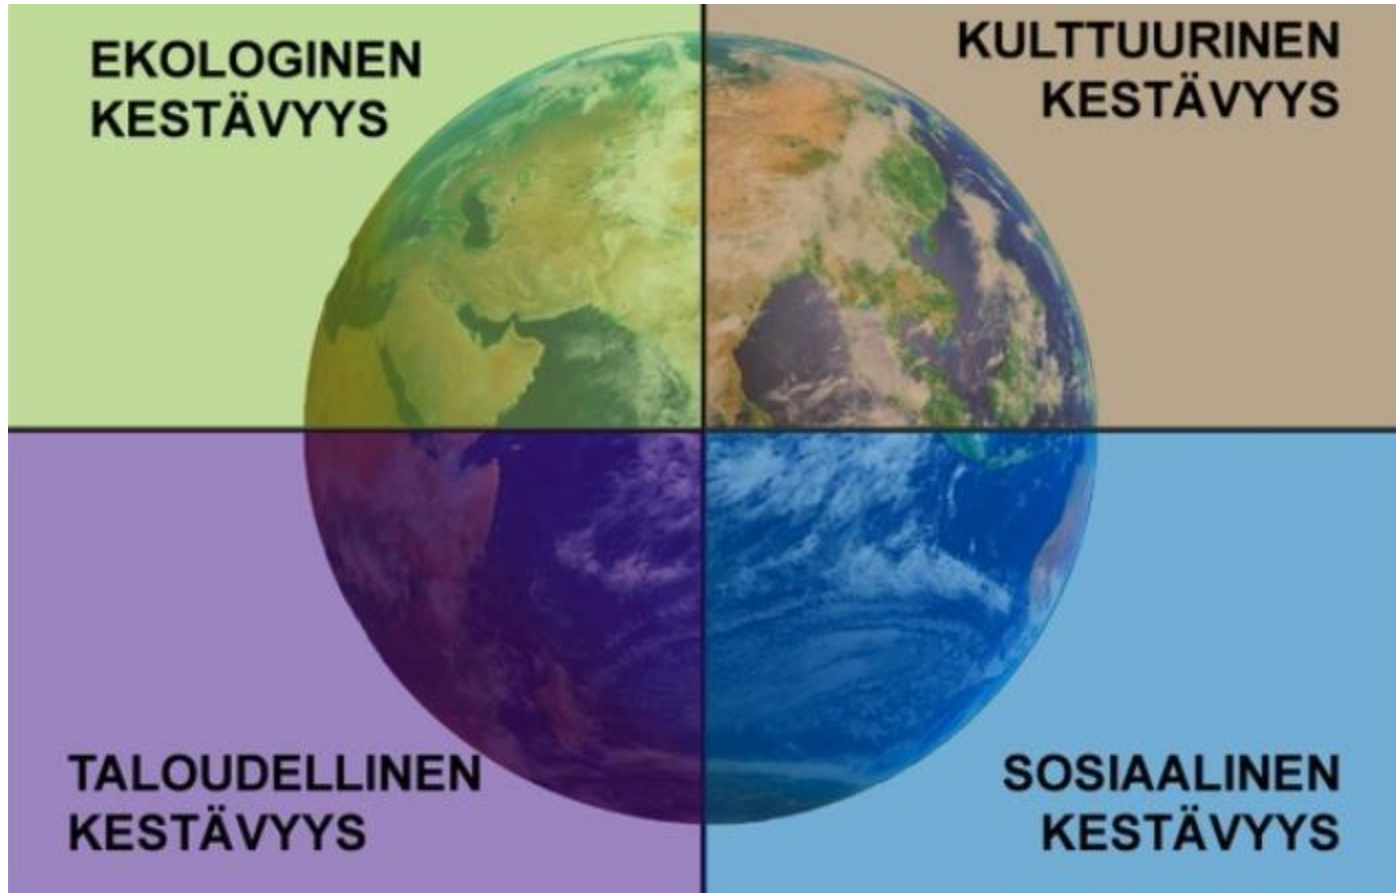 EKOLOGINEN
KESTÄVYYS
KULTTUURINEN
KESTÄVYYS
TALOUDELLINEN
KESTÄVYYS
SOSIAALINEN
KESTÄVYYS